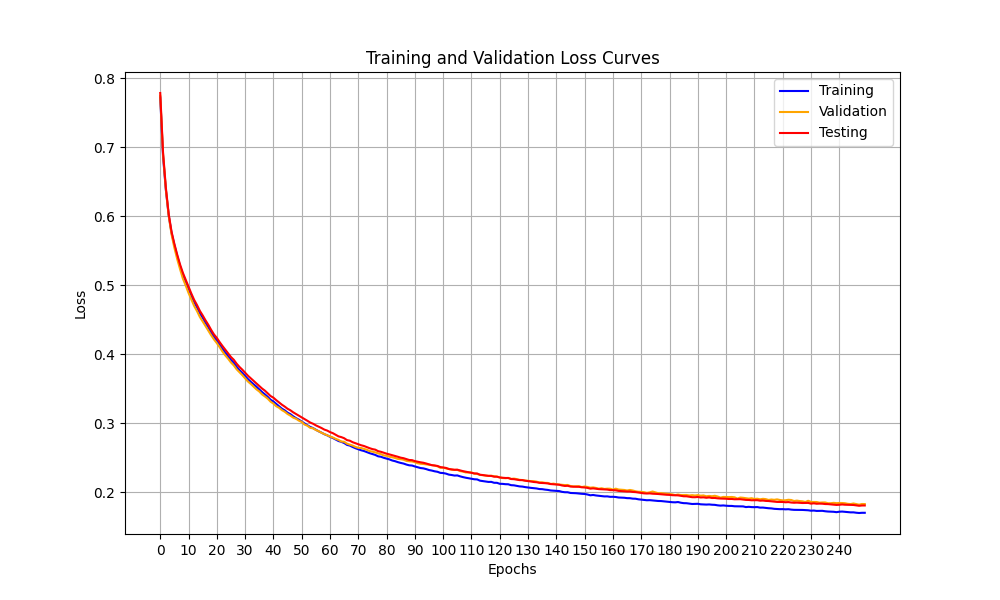 Training and Validation Loss Curves
Training
Validation
Testing
Loss
0.8
0.7
0.6
0.5
0.4
0.3
0.2
0 10 20 30 40 50 60 70 80 90 100 110 120 130 140 150 160 170 180 190 200 210 220 230 240
Epochs